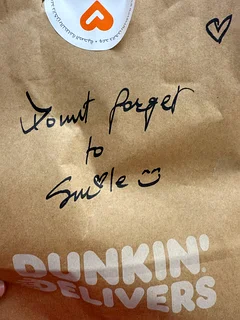 Donut forget
to
Smile
DUNKIN'
DELIVERS